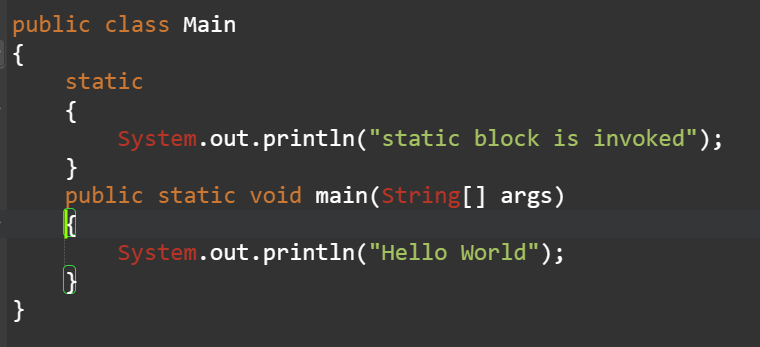 public class Main
{
    static
    {
        System.out.println("static block is invoked");
    }
    public static void main(String[] args)
    {
        System.out.println("Hello World");
    }
}